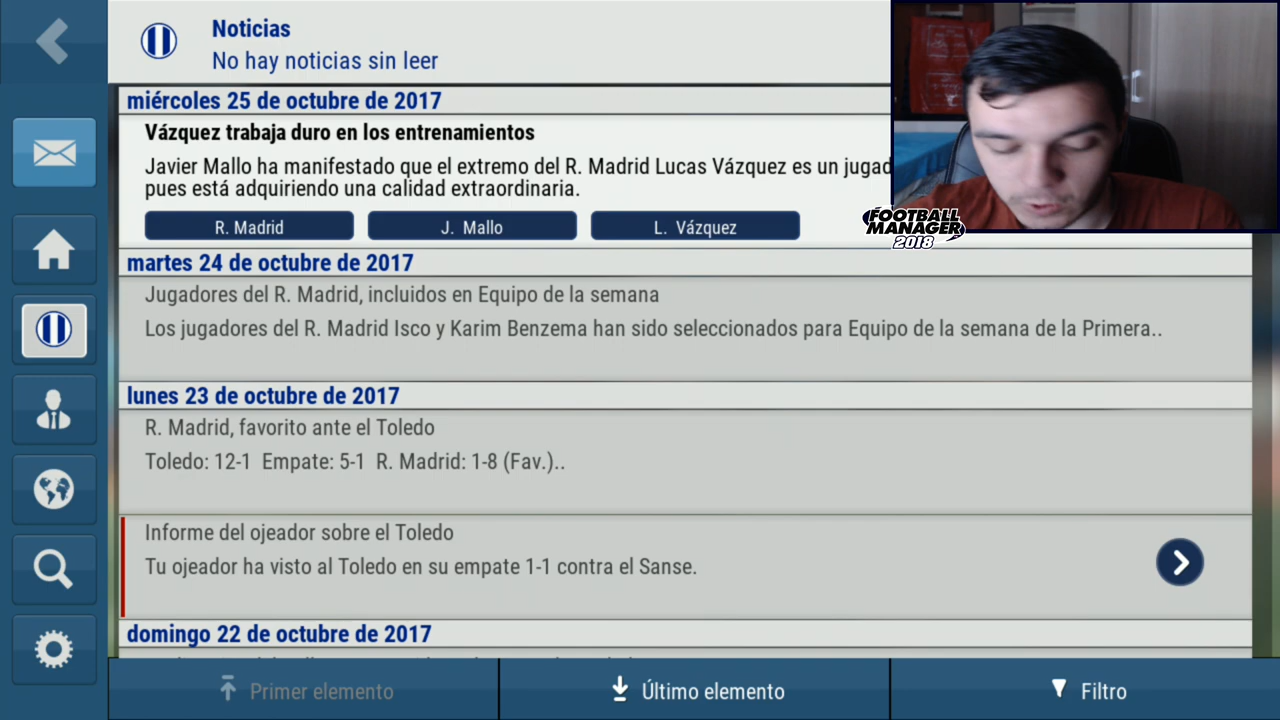 Noticias
No hay noticias sin leer
miércoles 25 de octubre de 2017
Vázquez trabaja duro en los entrenamientos
Javier Mallo ha manifestado que el extremo del R. Madrid Lucas Vázquez es un jugad
pues está adquiriendo una calidad extraordinaria.
R. Madrid
J. Mallo
L. Vázquez
FOOTBALL
MANAGER
2018
martes 24 de octubre de 2017
Jugadores del R. Madrid, incluidos en Equipo de la semana
Los jugadores del R. Madrid Isco y Karim Benzema han sido seleccionados para Equipo de la semana de la Primera..
lunes 23 de octubre de 2017
R. Madrid, favorito ante el Toledo
Toledo: 12-1 Empate: 5-1 R. Madrid: 1-8 (Fav.)..
Informe del ojeador sobre el Toledo
Tu ojeador ha visto al Toledo en su empate 1-1 contra el Sanse.
domingo 22 de octubre de 2017
Primer elemento
Último elemento
Filtro